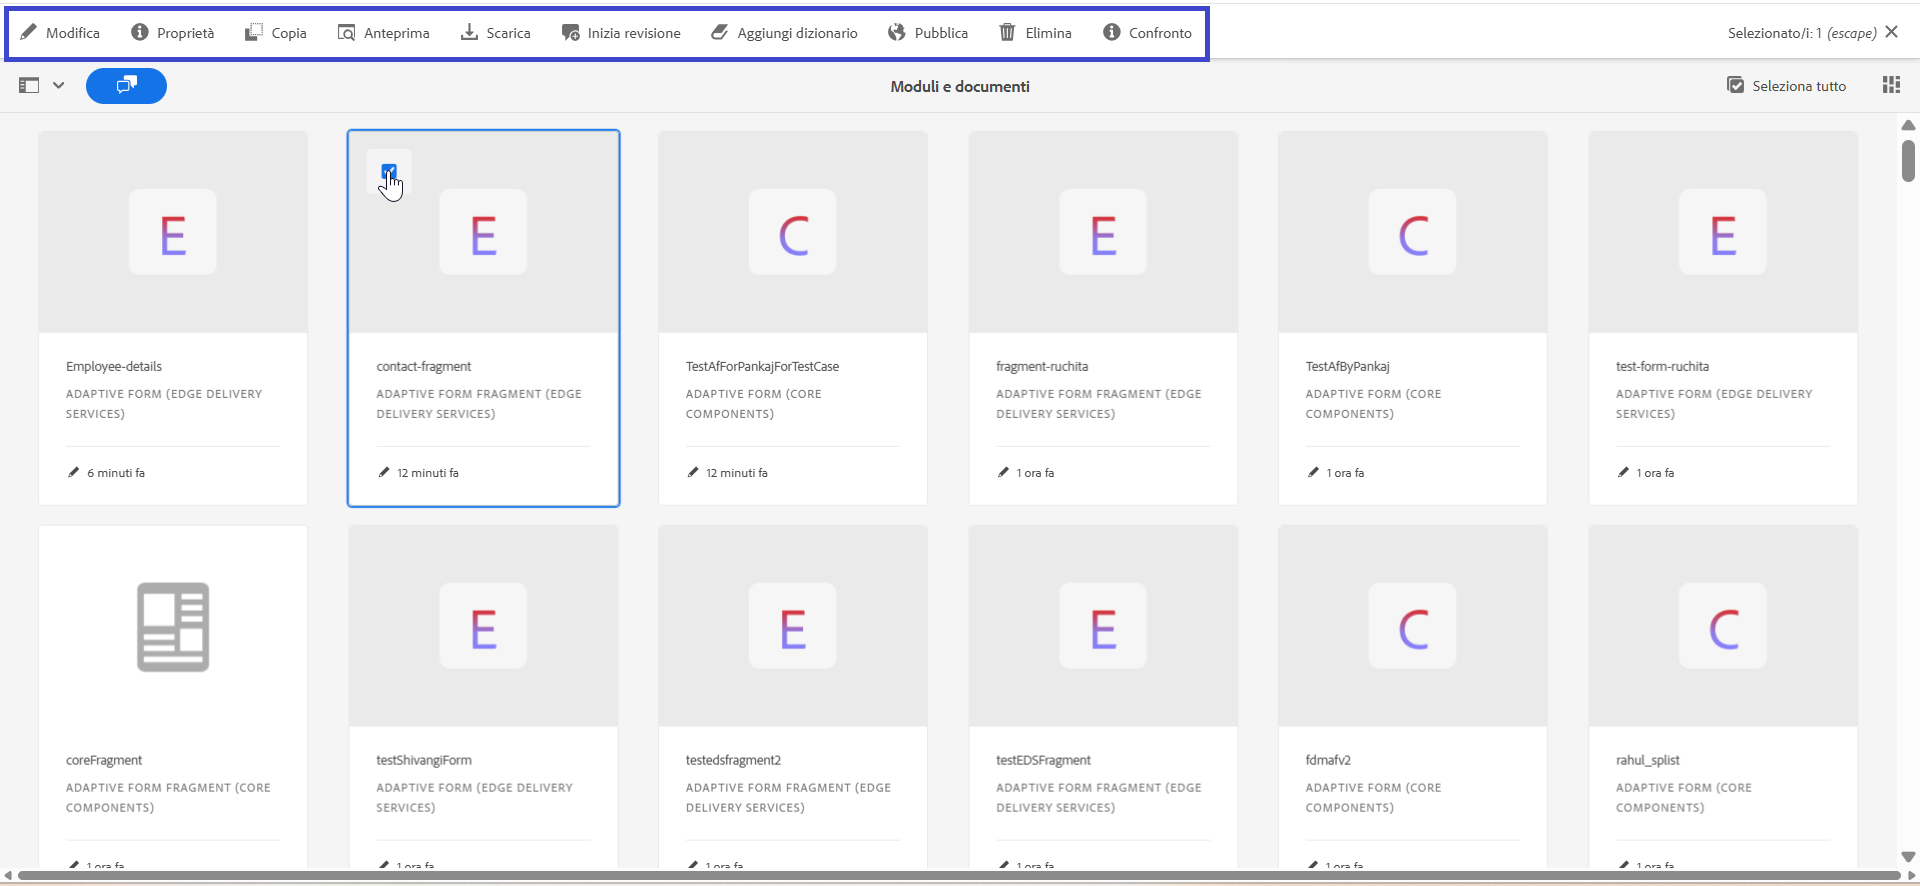 Modifica Proprietà Copia Anteprima Scarica Inizia revisione Aggiungi dizionario Pubblica Elimina Confronto Selezionato/i: 1 (escape)
Moduli e documenti Seleziona tutto
E E C E C E
Employee-details
ADAPTIVE FORM (EDGE DELIVERY
SERVICES)
6 minuti fa
contact-fragment
ADAPTIVE FORM FRAGMENT (EDGE
DELIVERY SERVICES)
12 minuti fa
TestAfForPankajForTestCase
ADAPTIVE FORM (CORE
COMPONENTS)
12 minuti fa
fragment-ruchita
ADAPTIVE FORM FRAGMENT (EDGE
DELIVERY SERVICES)
1 ora fa
TestAfByPankaj
ADAPTIVE FORM (CORE
COMPONENTS)
1 ora fa
test-form-ruchita
ADAPTIVE FORM (EDGE DELIVERY
SERVICES)
1 ora fa
E E E C C
coreFragment
ADAPTIVE FORM FRAGMENT (CORE
COMPONENTS)
1 ora fa
testShivangiForm
ADAPTIVE FORM (EDGE DELIVERY
SERVICES)
1 ora fa
testedsfragment2
ADAPTIVE FORM FRAGMENT (EDGE
DELIVERY SERVICES)
1 ora fa
testEDSFragment
ADAPTIVE FORM FRAGMENT (EDGE
DELIVERY SERVICES)
1 ora fa
fdmafv2
ADAPTIVE FORM (CORE
COMPONENTS)
1 ora fa
rahul_splist
ADAPTIVE FORM (CORE
COMPONENTS)
1 ora fa